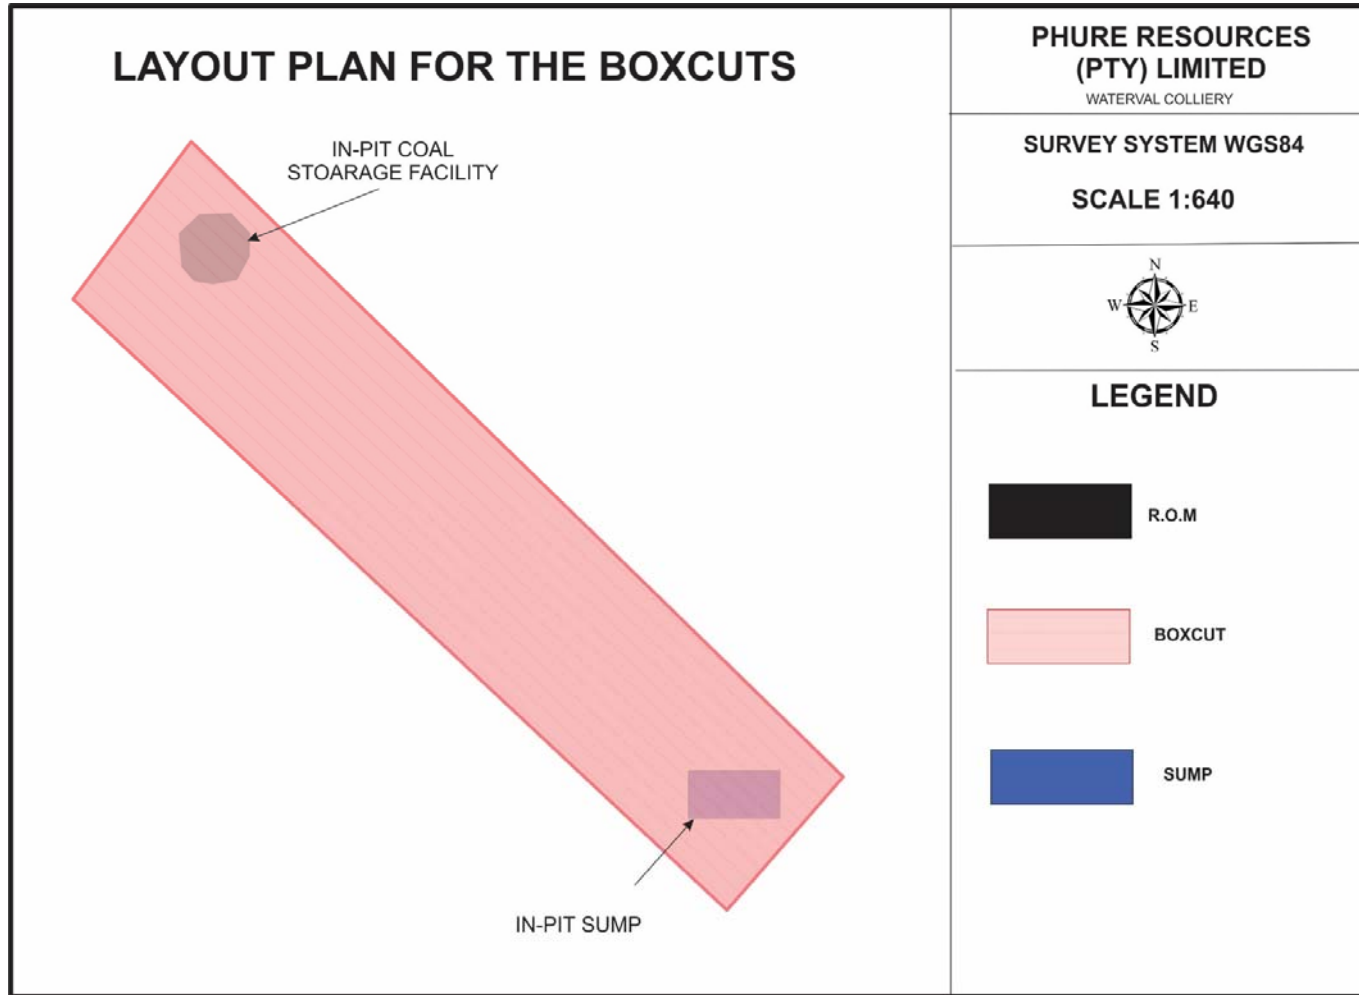 LAYOUT PLAN FOR THE BOXCUTS
IN-PIT COAL
STOARAGE FACILITY
IN-PIT SUMP
PHURE RESOURCES
(PTY) LIMITED
WATERVAL COLLIERY
SURVEY SYSTEM WGS84
SCALE 1:640
N
W
E
S
LEGEND
R.O.M
BOXCUT
SUMP